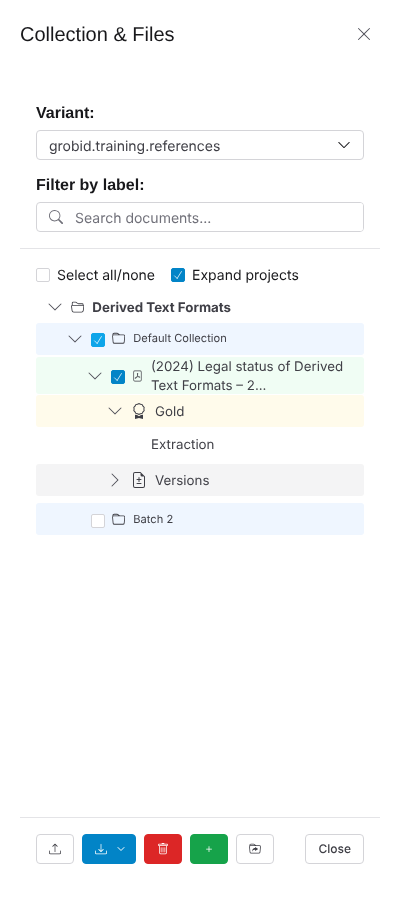 Collection & Files
Variant:
grobid.training.references
Filter by label:
Search documents...
Select all/none
Expand projects
Derived Text Formats
Default Collection
(2024) Legal status of Derived
Text Formats – 2...
Gold
Extraction
Versions
Batch 2
Close